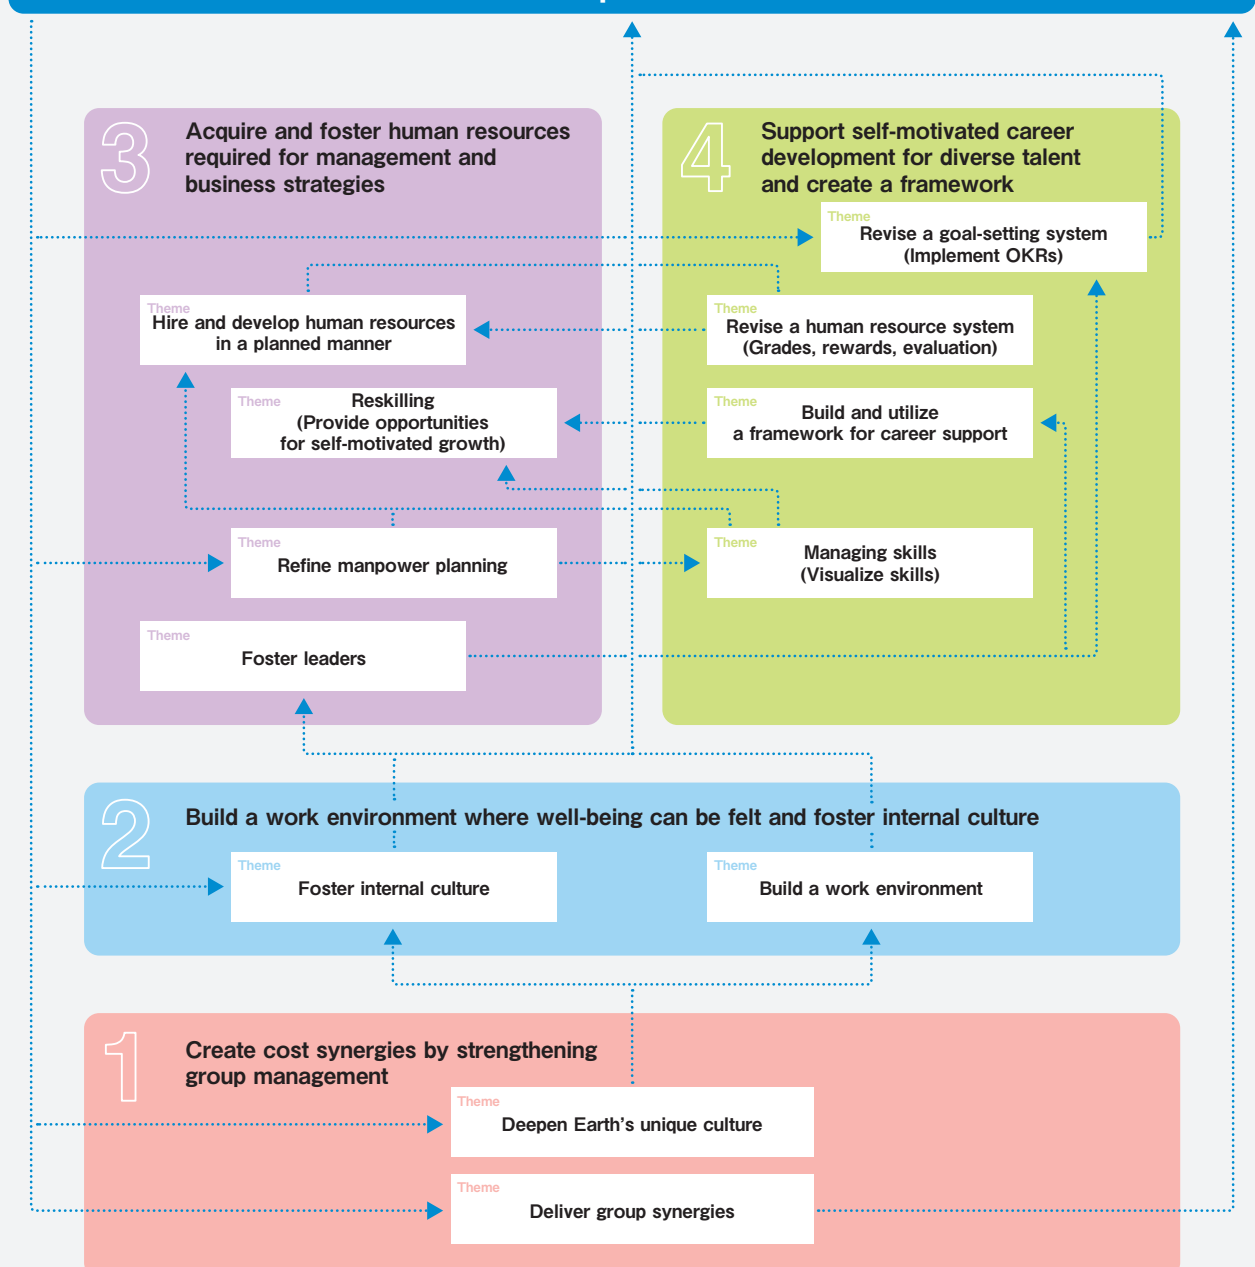 3
Acquire and foster human resources
required for management and
business strategies
Theme
Hire and develop human resources
in a planned manner
Theme
Reskilling
(Provide opportunities
for self-motivated growth)
Theme
Refine manpower planning
Theme
Foster leaders
4
Support self-motivated career
development for diverse talent
and create a framework
Theme
Revise a goal-setting system
(Implement OKRs)
Theme
Revise a human resource system
(Grades, rewards, evaluation)
Theme
Build and utilize
a framework for career support
Theme
Managing skills
(Visualize skills)
2
Build a work environment where well-being can be felt and foster internal culture
Theme
Foster internal culture
Theme
Build a work environment
1
Create cost synergies by strengthening
group management
Theme
Deepen Earth's unique culture
Theme
Deliver group synergies